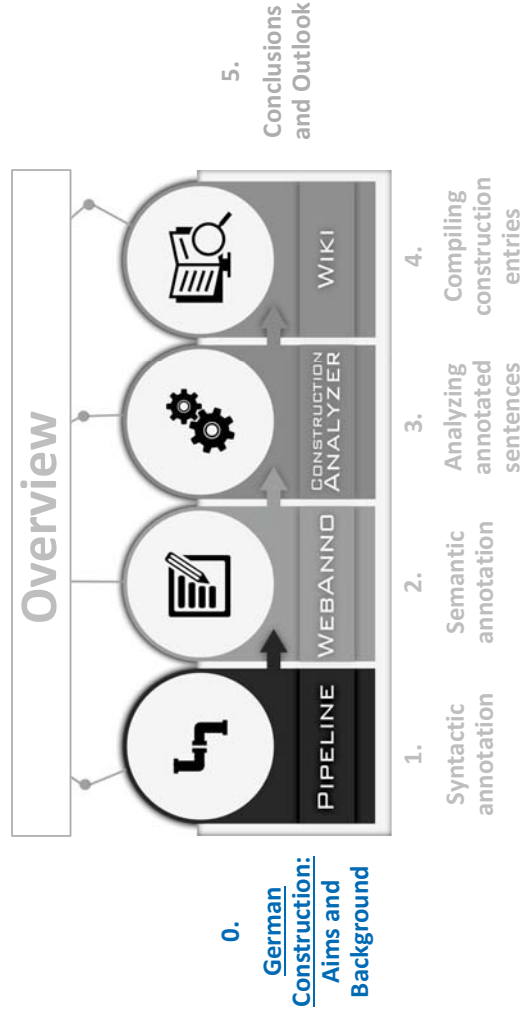 Overview
0.
German
Construction:
Aims and
Background
PIPELINE
WEBANNO
CONSTRUCTION
ANALYZER
WIKI
1.
Syntactic
annotation
2.
Semantic
annotation
3.
Analyzing
annotated
sentences
4.
Compiling
construction
entries
5.
Conclusions
and Outlook